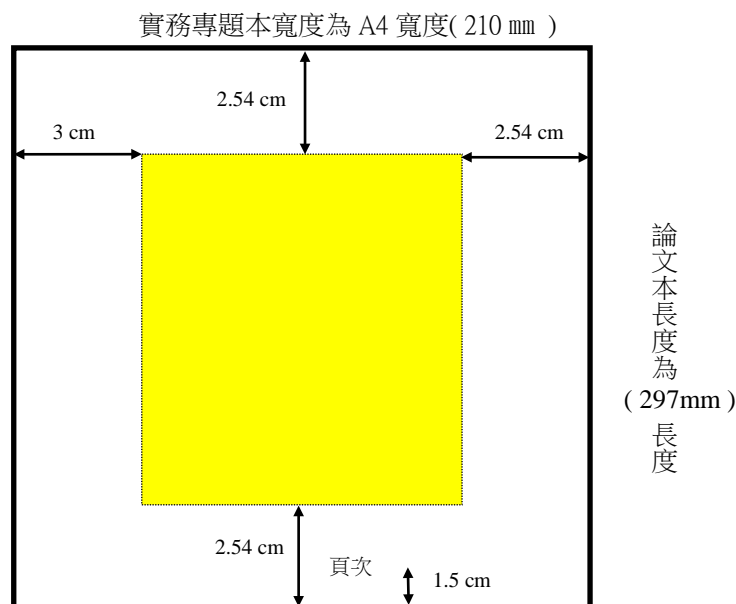 實務專題本寬度為 A4 寬度( 210 ㎜ )
2.54 cm
3 cm
2.54 cm
論文本長度為
( 297mm )
長度
2.54 cm
頁次
1.5 cm